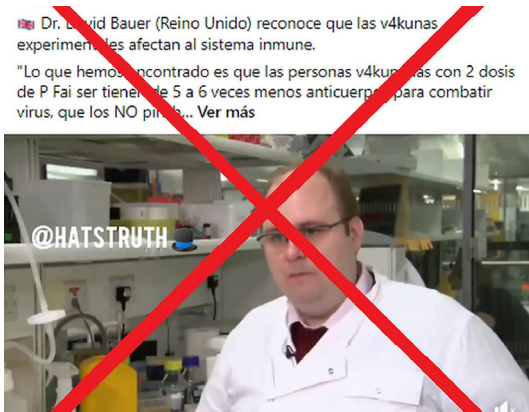 Dr. David Bauer (Reino Unido) reconoce que las v4kunas
experimentales afectan al sistema inmune.
"Lo que hemos encontrado es que las personas v4kunadas con 2 dosis
de P Fai ser tienen de 5 a 6 veces menos anticuerpos para combatir
virus, que los NO pinch... Ver más
@HATSTRUTH